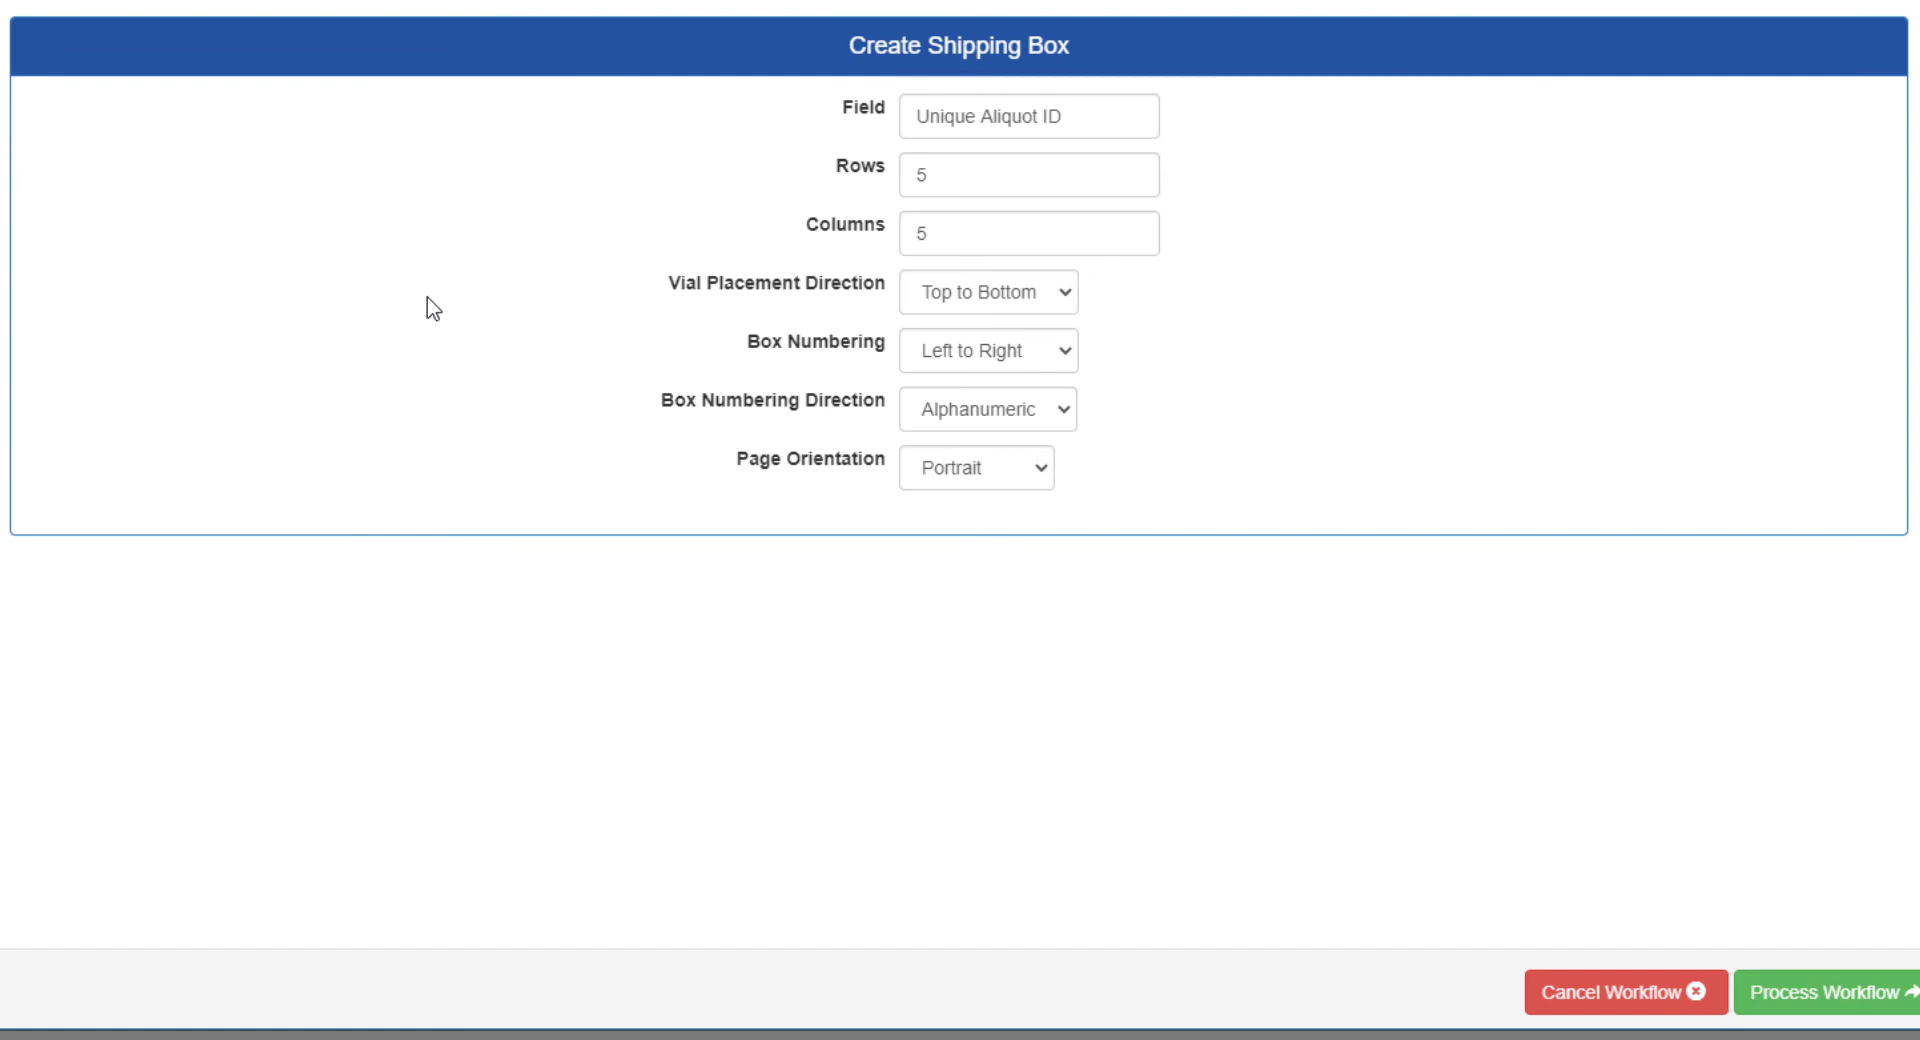 Create Shipping Box
Field
Unique Aliquot ID
Rows
5
Columns
5
Vial Placement Direction
Top to Bottom
Box Numbering
Left to Right
Box Numbering Direction
Alphanumeric
Page Orientation
Portrait
Cancel Workflow
Process Workflow